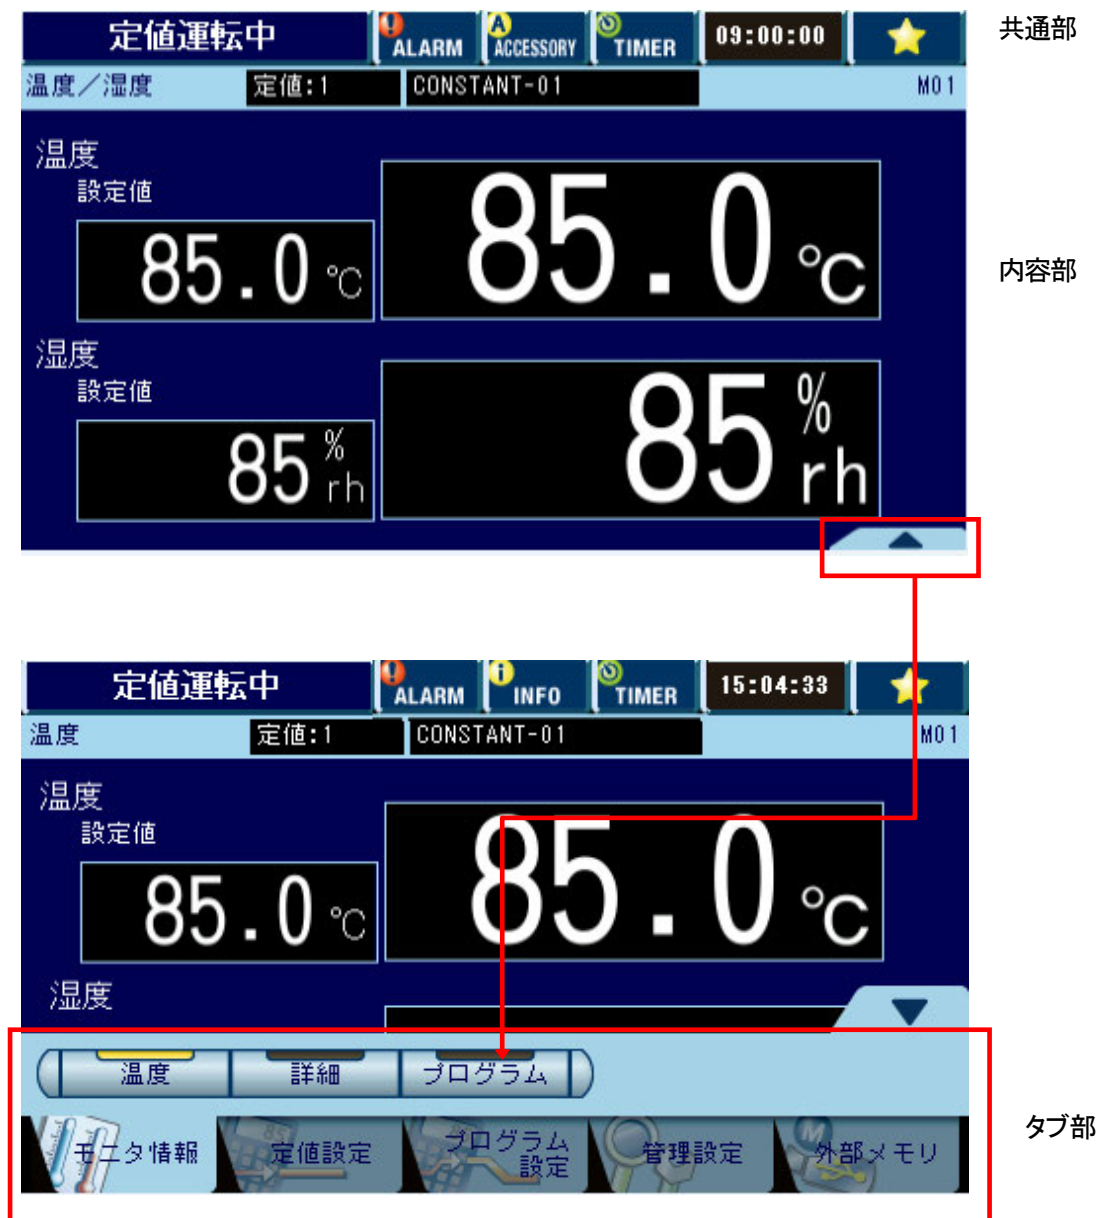 定値運転中 ALARM A ACCESSORY TIMER 09:00:00 共通部
温度／湿度 定値:1 CONSTANT-01 M01
温度
設定値
85.0 ℃ 85.0 ℃
内容部
湿度
設定値
85 %rh 85 %rh
定値運転中 ALARM i INFO TIMER 15:04:33
温度 定値:1 CONSTANT-01 M01
温度
設定値
85.0 ℃ 85.0 ℃
湿度
温度 詳細 プログラム
タブ部
モニタ情報 定値設定 プログラム設定 管理設定 外部メモリ